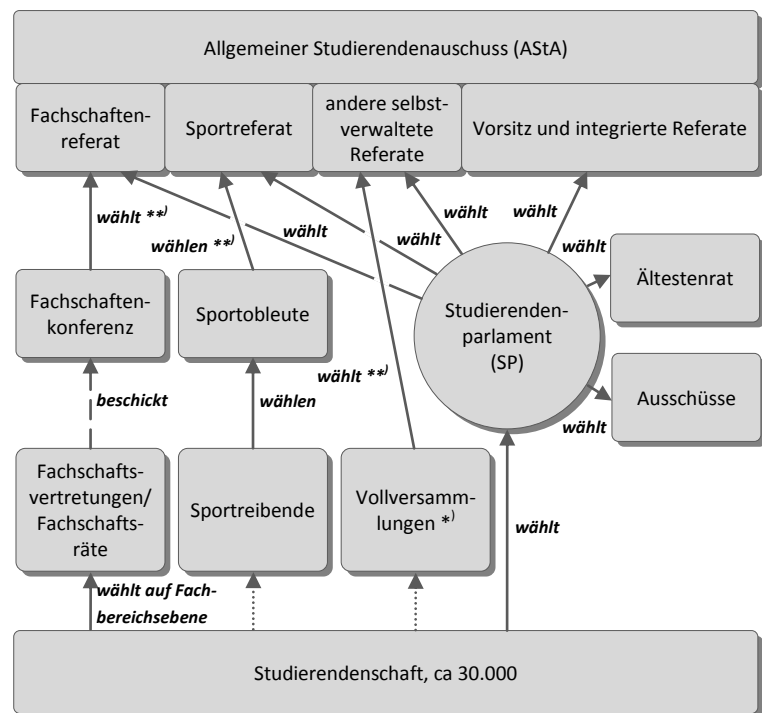 Allgemeiner Studierendenauschuss (AStA)
Fachschaften-
referat
Sportreferat
andere selbst-
verwaltete
Referate
Vorsitz und integrierte Referate
wählt **)
wählen **)
wählt
wählt
wählt
wählt
wählt
Fachschaften-
konferenz
Sportobleute
Studierenden-
parlament
(SP)
Ältestenrat
beschickt
wählen
wählt **)
wählt
Ausschüsse
Fachschafts-
vertretungen/
Fachschafts-
räte
Sportreibende
Vollversamm-
lungen *)
wählt
wählt auf Fach-
bereichsebene
Studierendenschaft, ca 30.000